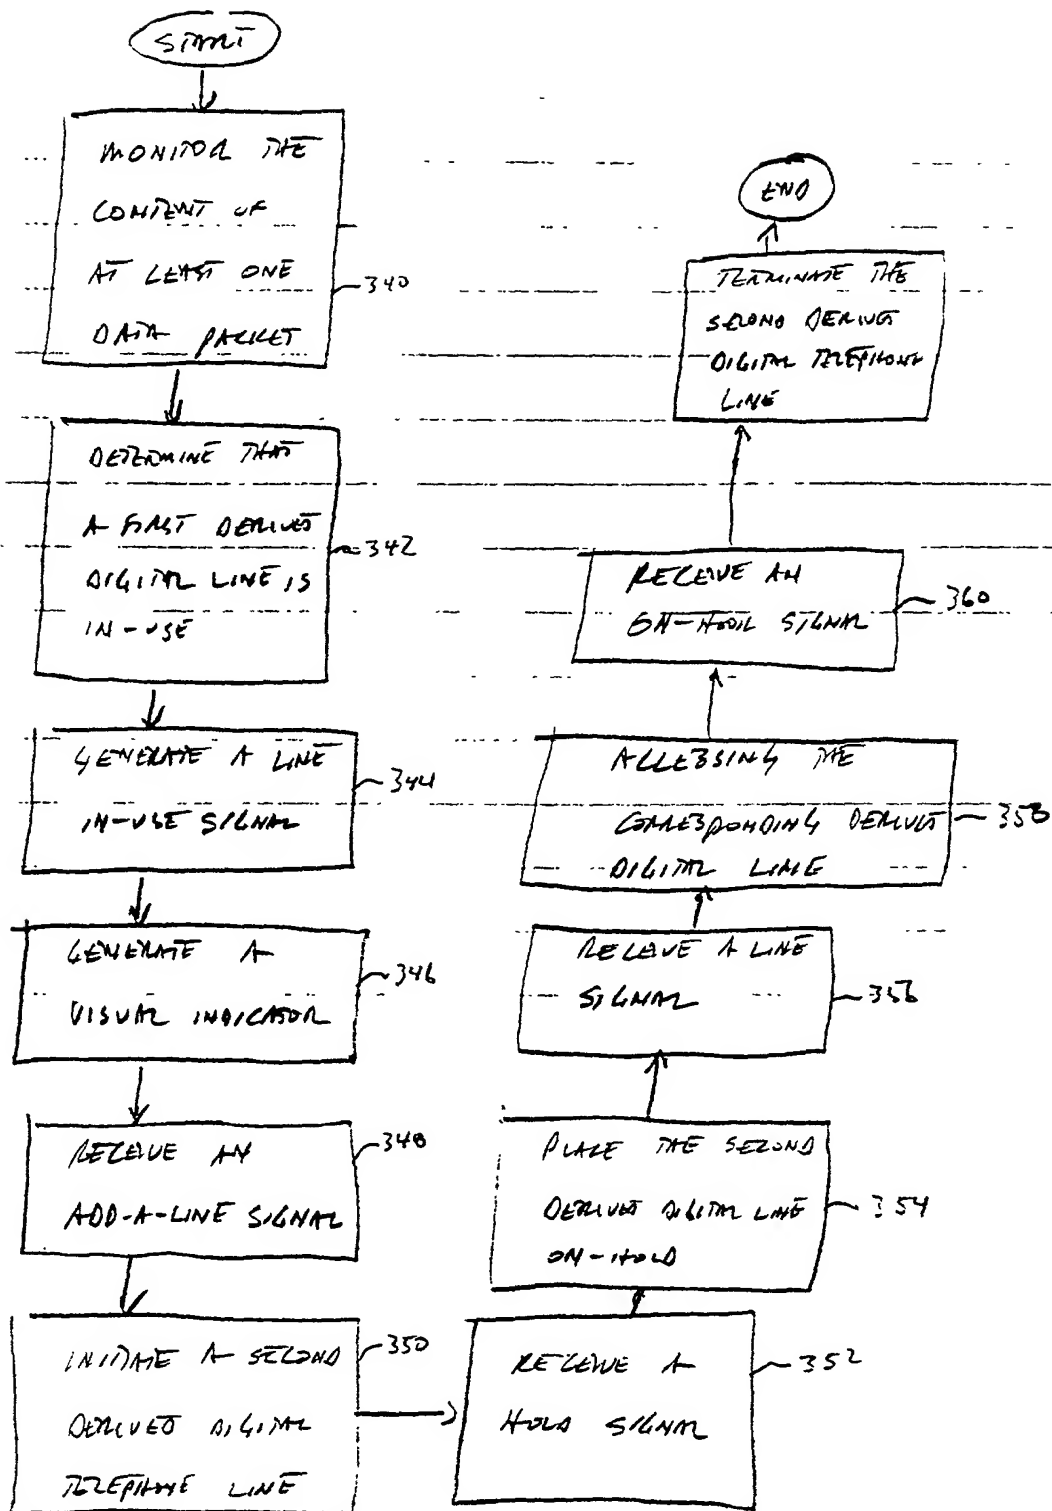 START
MONITOR THE
CONTENT OF
AT LEAST ONE
DATA PACKET
340
DETERMINE THAT
A FIRST DERIVED
DIGITAL LINE IS
IN-USE
342
GENERATE A LINE
IN-USE SIGNAL
344
GENERATE A
VISUAL INDICATOR
346
RECEIVE AN
ADD-A-LINE SIGNAL
348
INITIATE A SECOND
DERIVED DIGITAL
TELEPHONE LINE
350
RECEIVE A
HOLD SIGNAL
352
PLACE THE SECOND
DERIVED DIGITAL LINE
ON-HOLD
354
RECEIVE A LINE
SIGNAL
356
ACCESSING THE
CORRESPONDING DERIVED
DIGITAL LINE
358
RECEIVE AN
ON-HOOK SIGNAL
360
TERMINATE THE
SECOND DERIVED
DIGITAL TELEPHONE
LINE
END